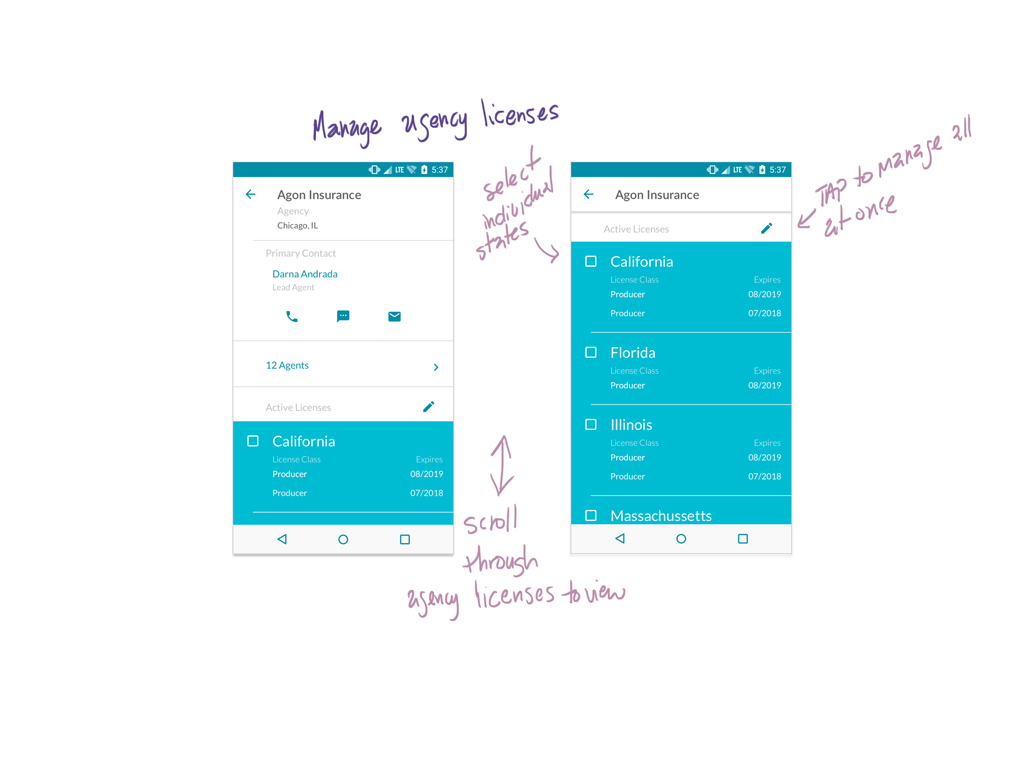 Manage agency licenses
select
individual
states
TAP to manage all
at once
LTE 5:37
Agon Insurance
Agency
Chicago, IL
Primary Contact
Darna Andrada
Lead Agent
12 Agents
Active Licenses
California
License Class Expires
Producer 08/2019
Producer 07/2018
scroll
through
agency licenses to view
LTE 5:37
Agon Insurance
Active Licenses
California
License Class Expires
Producer 08/2019
Producer 07/2018
Florida
License Class Expires
Producer 08/2019
Illinois
License Class Expires
Producer 08/2019
Producer 07/2018
Massachussetts